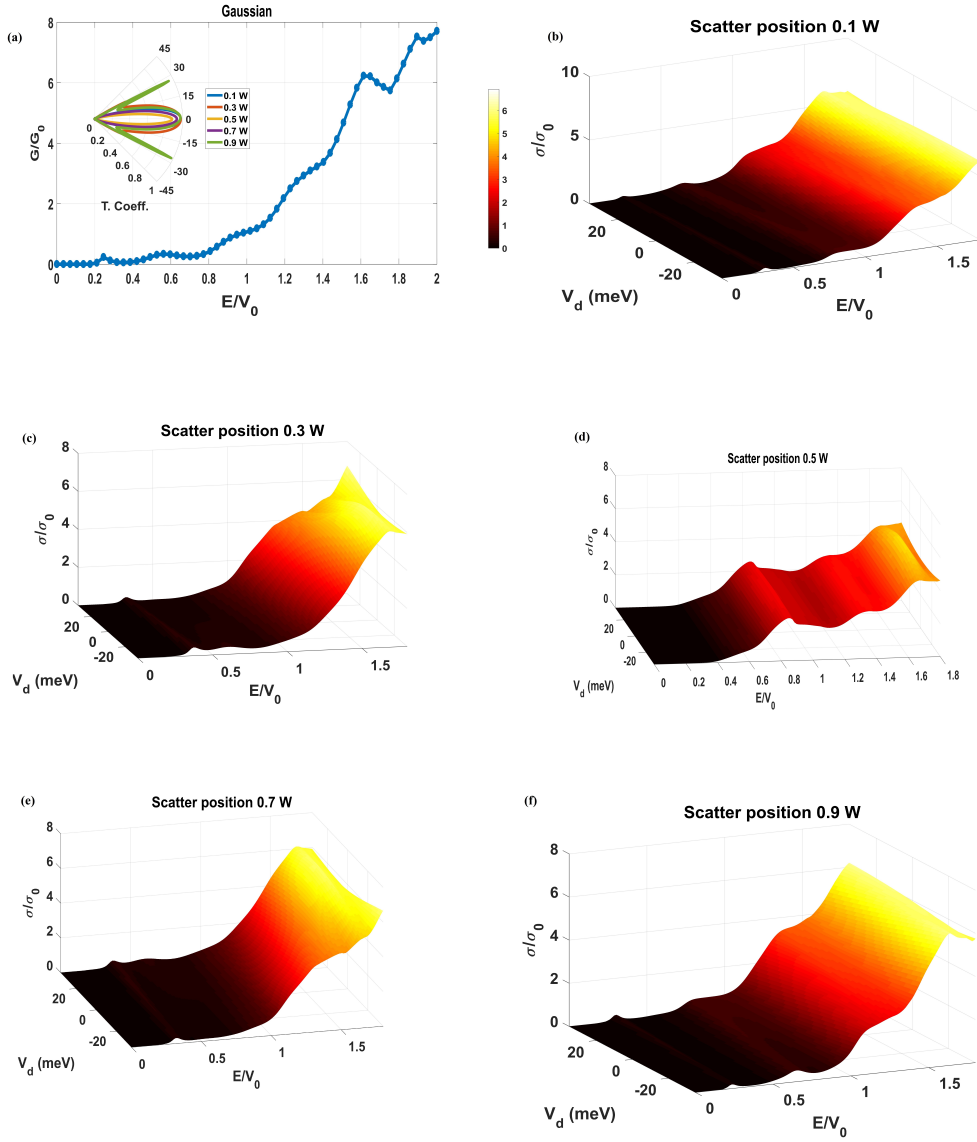 Gaussian
(a)
8
6
4
2
0
G/G0
0 0.2 0.4 0.6 0.8 1 1.2 1.4 1.6 1.8 2
E/V0
45
30
15
0
-15
-30
-45
0
0.2
0.4
0.6
0.8
1
T. Coeff.
0.1 W
0.3 W
0.5 W
0.7 W
0.9 W
6
5
4
3
2
1
0
(b)
Scatter position 0.1 W
10
5
0
σ/σ0
20
0
-20
Vd (meV)
0 0.5 1 1.5
E/V0
(c)
Scatter position 0.3 W
8
6
4
2
0
σ/σ0
20
0
-20
Vd (meV)
0 0.5 1 1.5
E/V0
(d)
Scatter position 0.5 W
8
6
4
2
0
σ/σ0
20
0
-20
Vd (meV)
0 0.2 0.4 0.6 0.8 1 1.2 1.4 1.6 1.8
E/V0
(e)
Scatter position 0.7 W
8
6
4
2
0
σ/σ0
20
0
-20
Vd (meV)
0 0.5 1 1.5
E/V0
(f)
Scatter position 0.9 W
8
6
4
2
0
σ/σ0
20
0
-20
Vd (meV)
0 0.5 1 1.5
E/V0